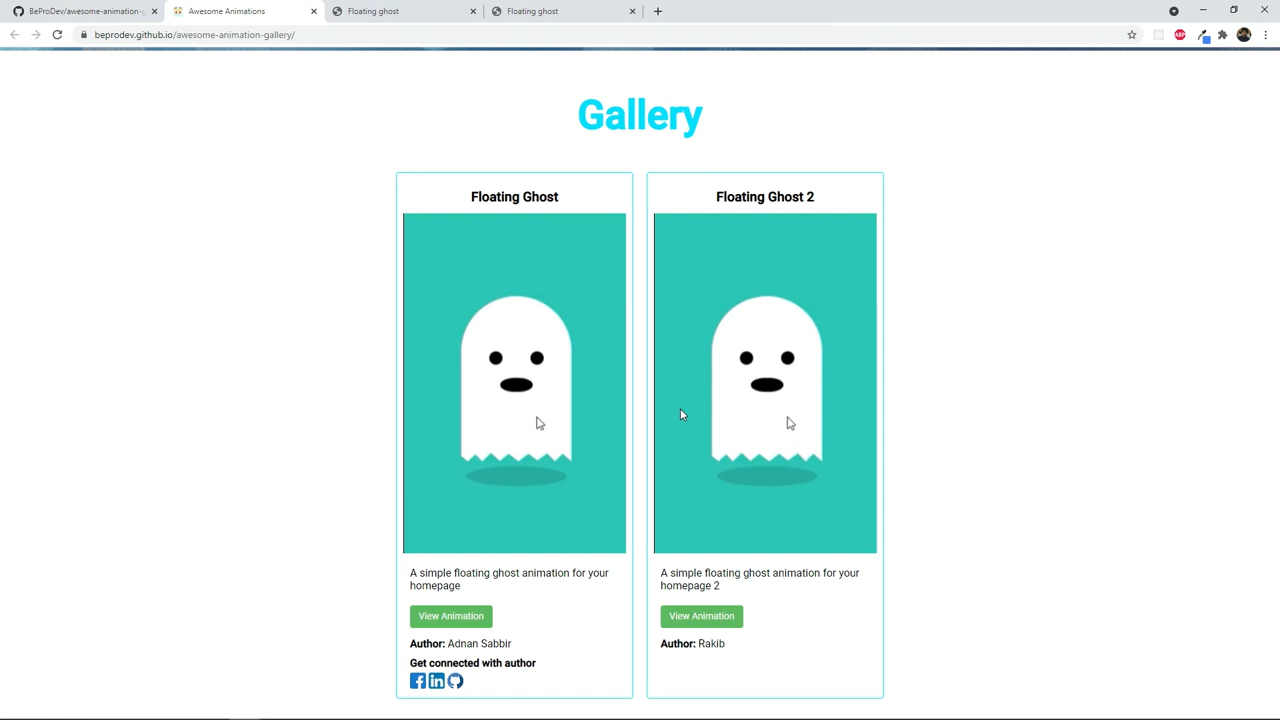 BeProDev/awesome-animation-g
Awesome Animations
Floating ghost
Floating ghost
beprodev.github.io/awesome-animation-gallery/
ABP
Gallery
Floating Ghost
A simple floating ghost animation for your
homepage
View Animation
Author: Adnan Sabbir
Get connected with author
Floating Ghost 2
A simple floating ghost animation for your
homepage 2
View Animation
Author: Rakib